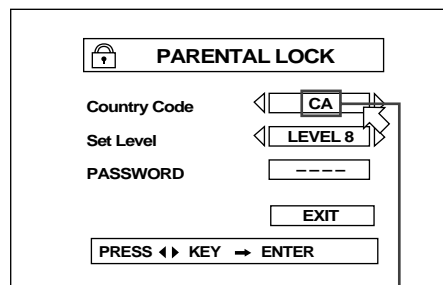 PARENTAL LOCK
Country Code CA
Set Level LEVEL 8
PASSWORD – – – –
EXIT
PRESS ◀ ▶ KEY ➡ ENTER